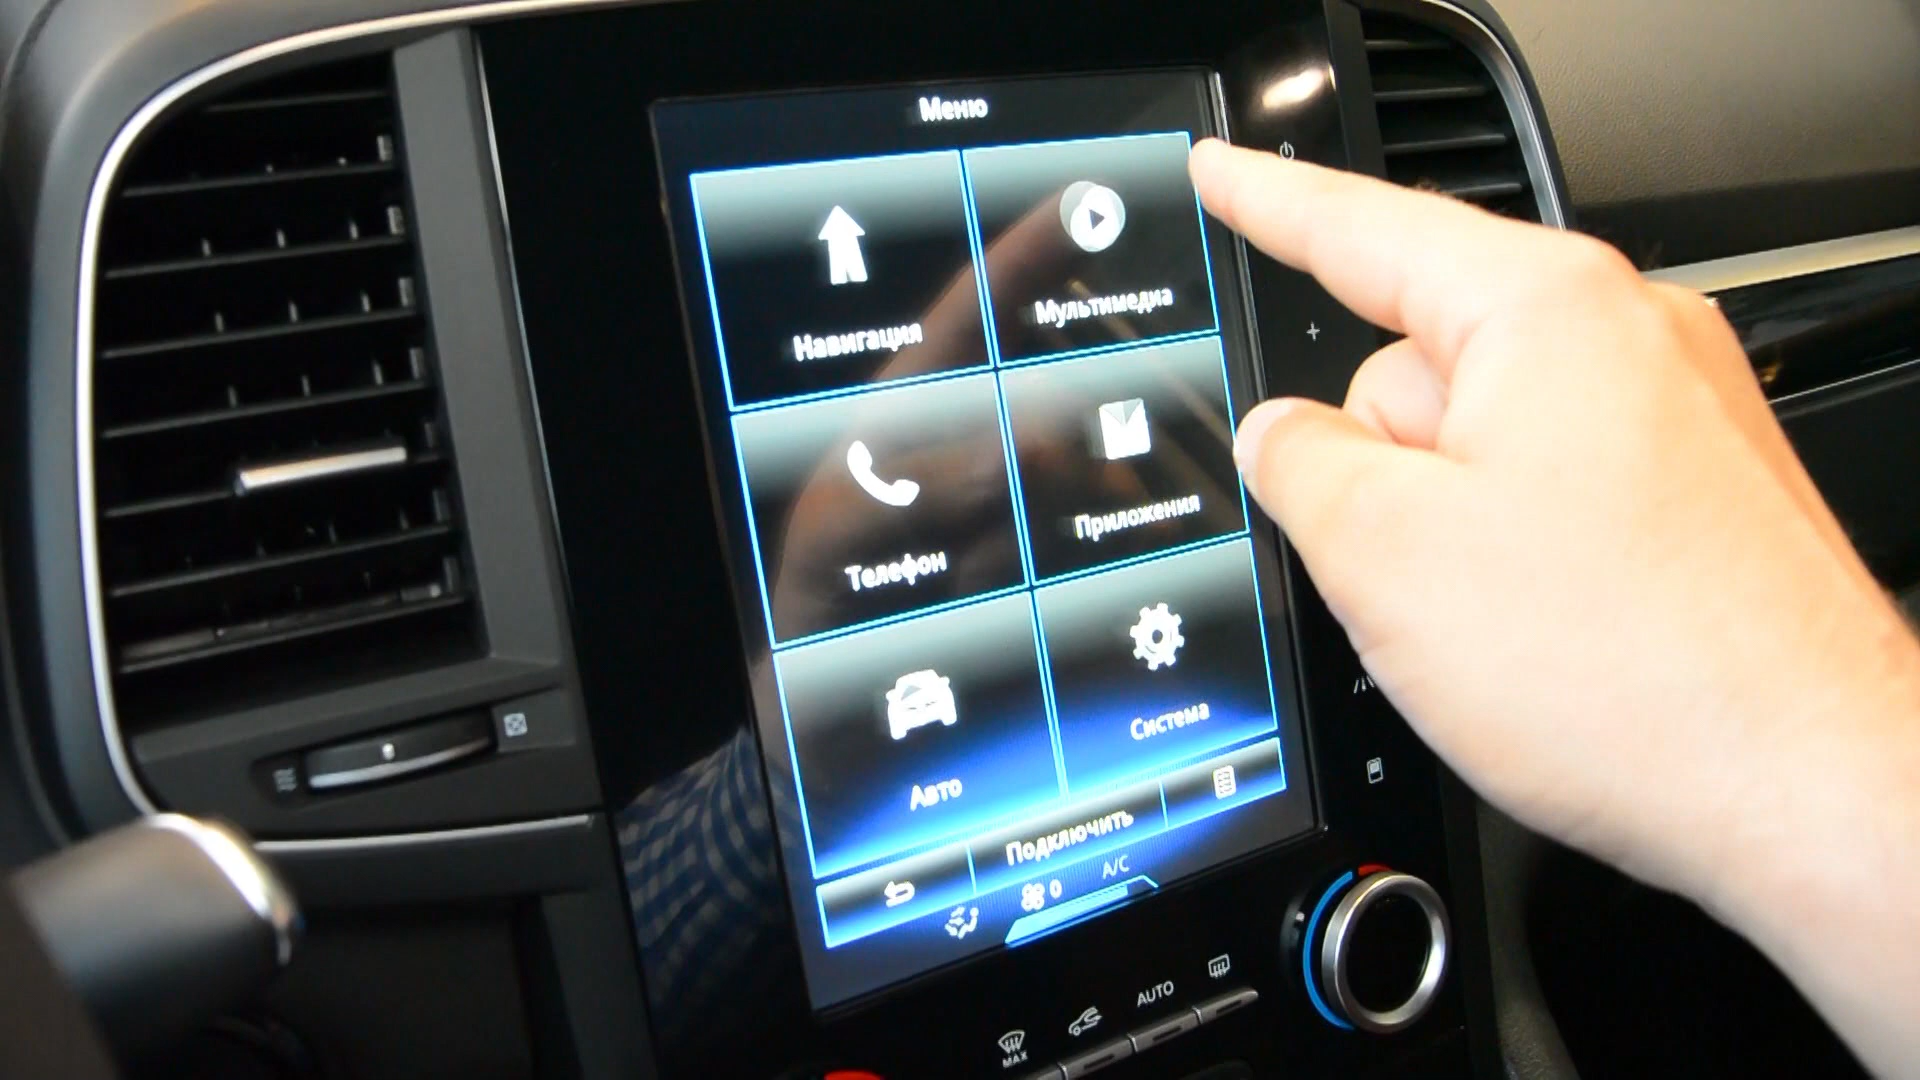 Меню
Навигация
Мультимедиа
Телефон
Приложения
Авто
Система
Подключить
0
A/C
MAX
AUTO